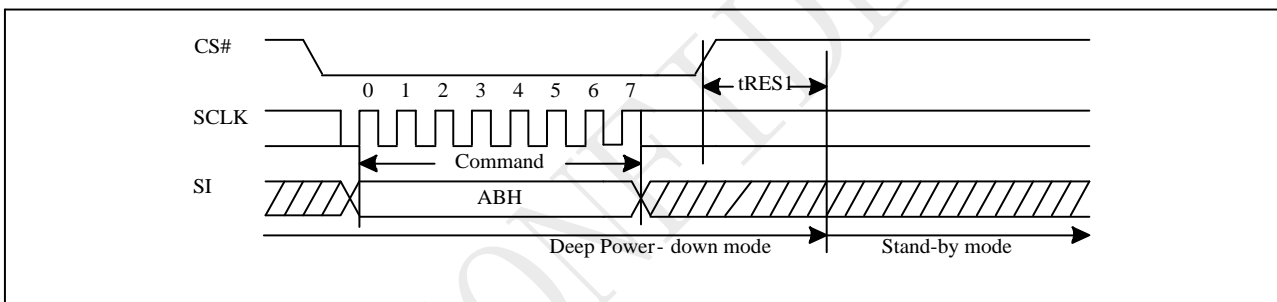 CS#
tRES1
0 1 2 3 4 5 6 7
SCLK
Command
SI
ABH
Deep Power- down mode Stand-by mode